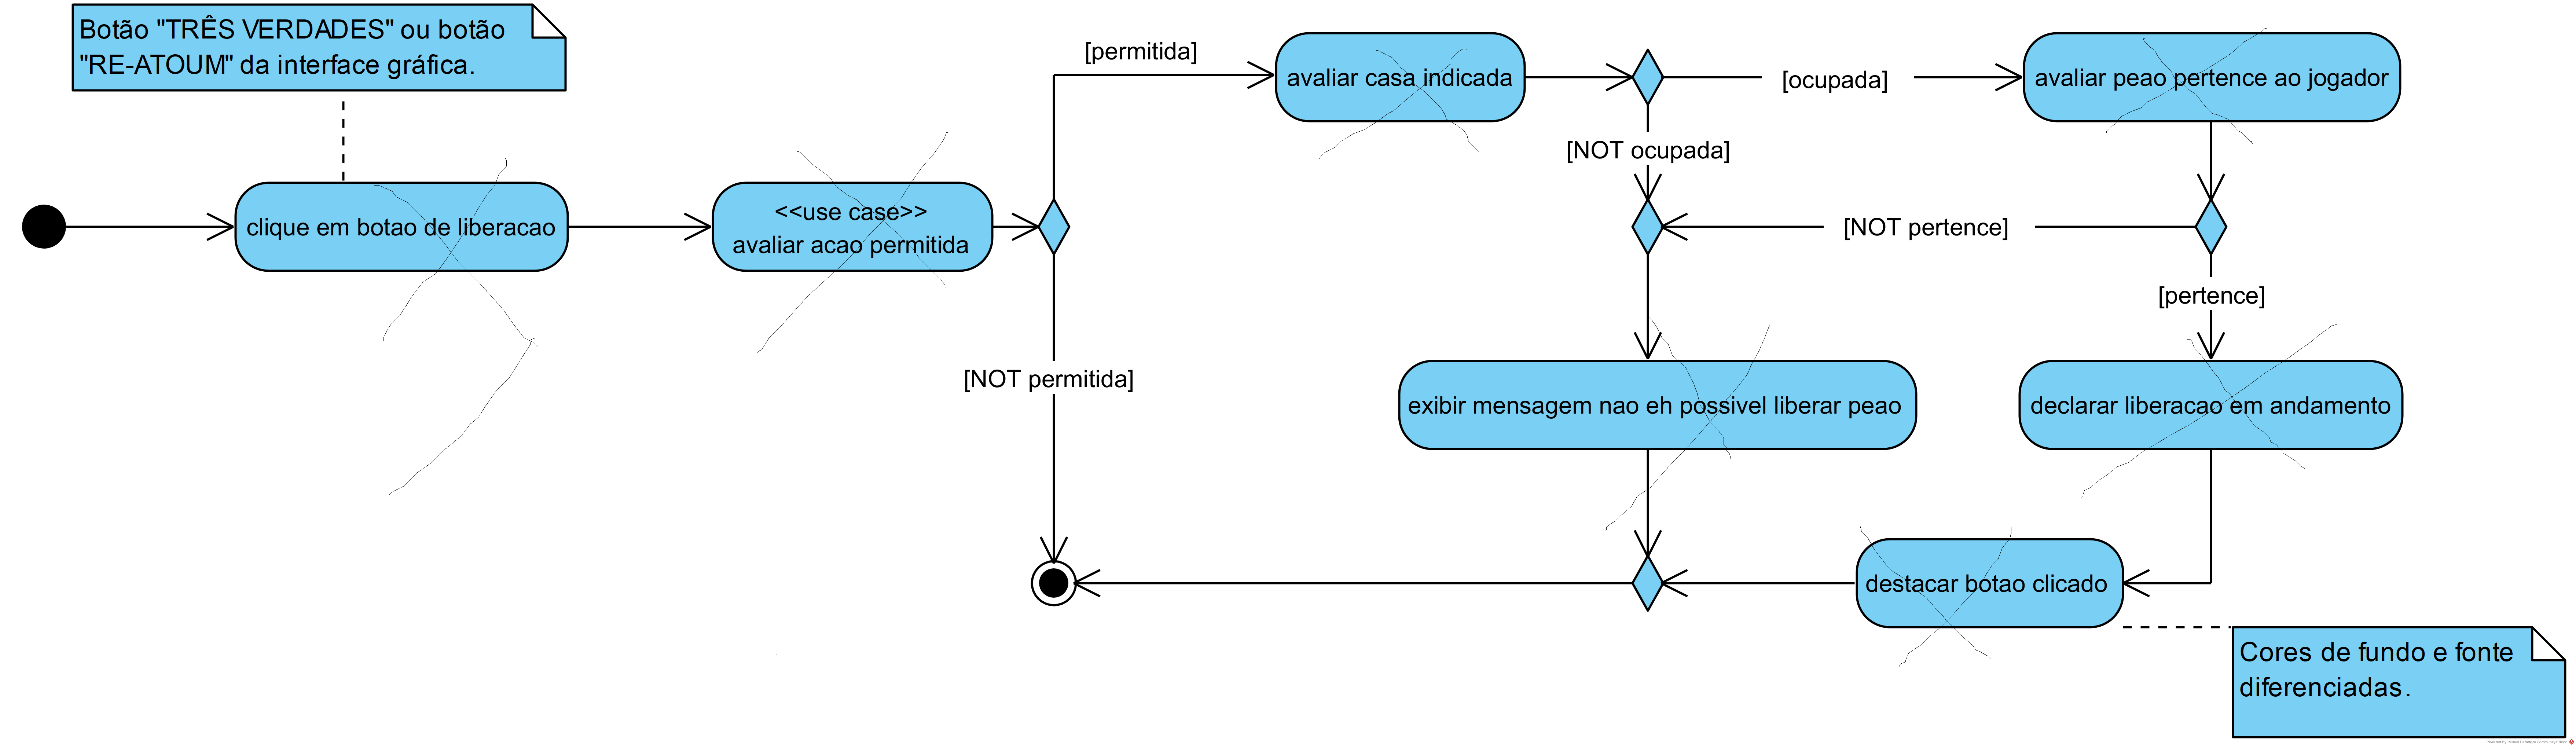 Botão "TRÊS VERDADES" ou botão
"RE-ATOUM" da interface gráfica.
clique em botao de liberacao
<<use case>>
avaliar acao permitida
[permitida]
[NOT permitida]
avaliar casa indicada
[ocupada]
[NOT ocupada]
avaliar peao pertence ao jogador
[NOT pertence]
[pertence]
exibir mensagem nao eh possivel liberar peao
declarar liberacao em andamento
destacar botao clicado
Cores de fundo e fonte
diferenciadas.
Powered By: Visual Paradigm Community Edition